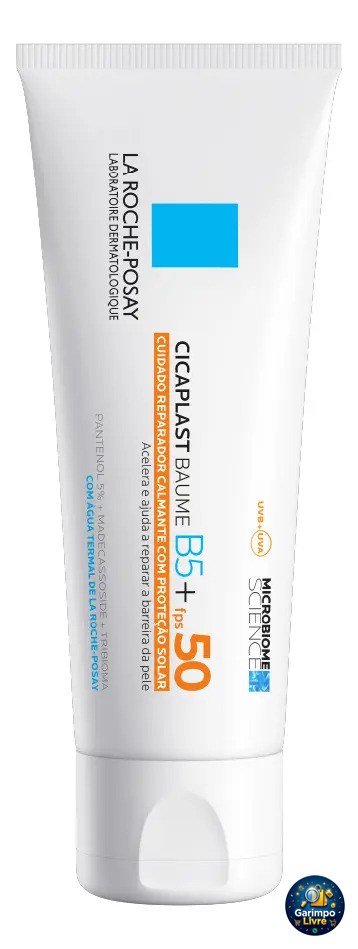 LA ROCHE-POSAY
LABORATOIRE DERMATOLOGIQUE
CICAPLAST BAUME B5+
CUIDADO REPARADOR CALMANTE COM PROTEÇÃO SOLAR
fps 50
Acelera e ajuda a reparar a barreira da pele
PANTENOL 5% + MADECASSOSIDE + TRIBIOMA
COM ÁGUA TERMAL DE LA ROCHE-POSAY
UVB+UVA
MICROBIOME
SCIENCE
Garimpo
Livre